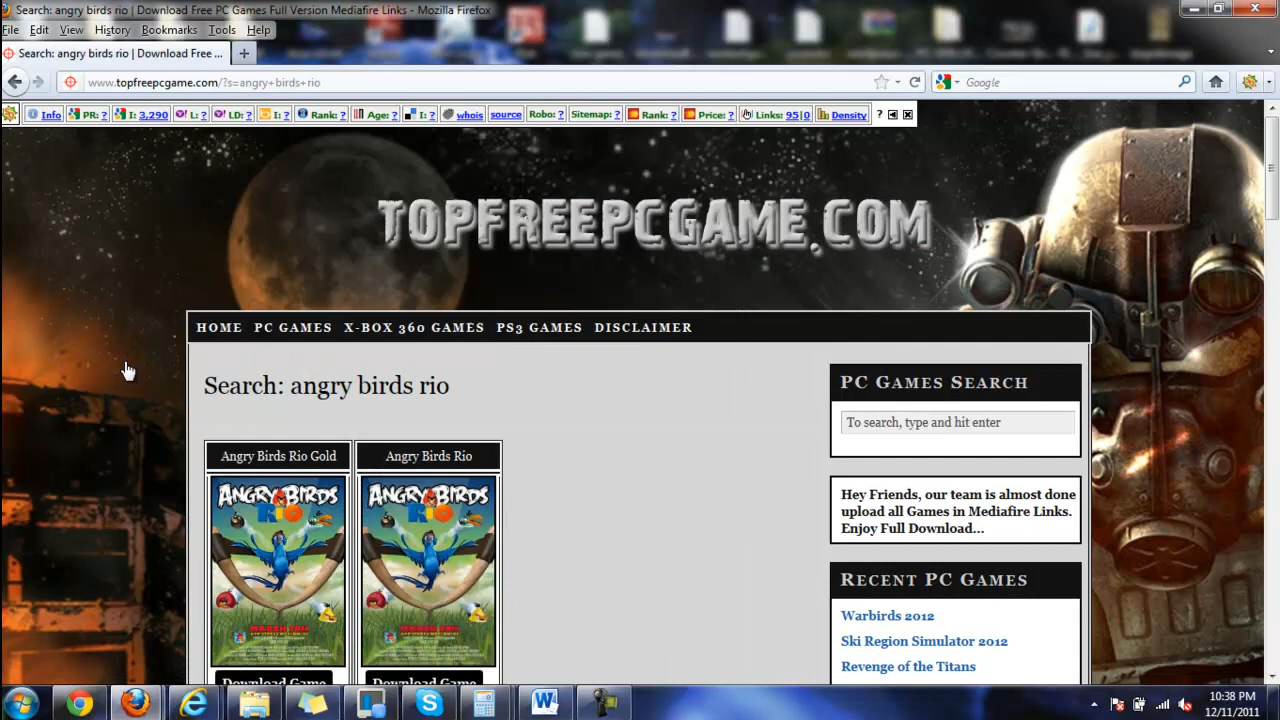 Search: angry birds rio | Download Free PC Games Full Version Mediafire Links - Mozilla Firefox
File Edit View History Bookmarks Tools Help
Search: angry birds rio | Download Free ... +
www.topfreepcgame.com/?s=angry+birds+rio Google
Info PR: ? I: 3,290 L: ? LD: ? I: ? Rank: ? Age: ? I: ? whois source Robo: ? Sitemap: ? Rank: ? Price: ? Links: 95|0 Density ?
TOPFREEPCGAME.COM
HOME PC GAMES X-BOX 360 GAMES PS3 GAMES DISCLAIMER
Search: angry birds rio
Angry Birds Rio Gold
Angry Birds Rio
ANGRY BIRDS
RIO
ANGRY BIRDS
RIO
Download Game
Download Game
PC Games Search
To search, type and hit enter
Hey Friends, our team is almost done
upload all Games in Mediafire Links.
Enjoy Full Download...
Recent PC Games
Warbirds 2012
Ski Region Simulator 2012
Revenge of the Titans
10:38 PM
12/11/2011